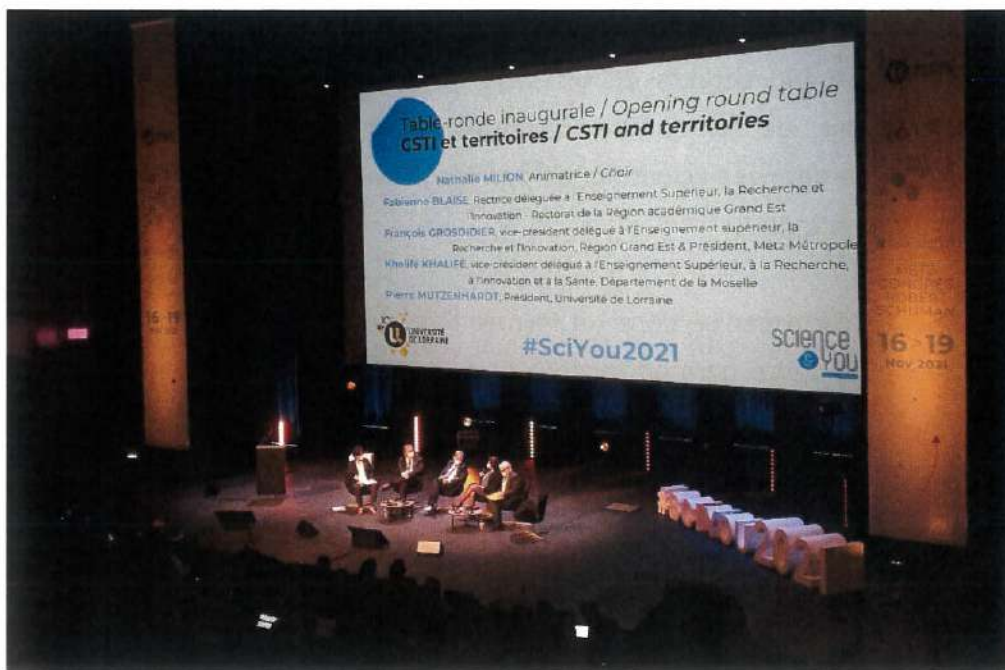 Table-ronde inaugurale / Opening round table
CSTI et territoires / CSTI and territories
Nathalie MILION, Animatrice / Chair
Fabienne BLAISE, Rectrice déléguée à l'Enseignement Supérieur, la Recherche et
l'Innovation - Rectorat de la Région académique Grand Est
François GROSDIDIER, vice-président délégué à l'Enseignement supérieur, la
Recherche et l'Innovation, Région Grand Est & Président, Metz Métropole
Khalifé KHALIFÉ, vice-président délégué à l'Enseignement Supérieur, à la Recherche,
à l'Innovation et à la Santé, Département de la Moselle
Pierre MUTZENHARDT, Président, Université de Lorraine
UNIVERSITÉ
DE LORRAINE
#SciYou2021
SCIENCE
& YOU
16 19
SCHUMAN
16 > 19
Nov 2021